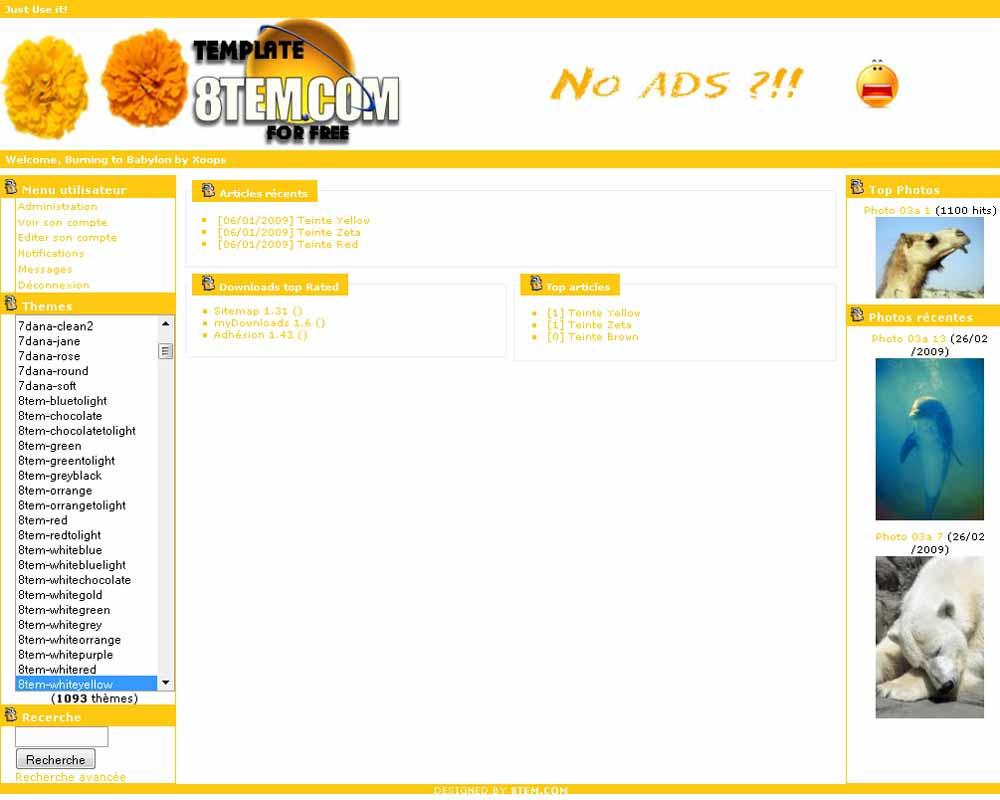 Just Use it!
TEMPLATE
8TEM.COM
FOR FREE
No ADS ?!!
Welcome, Burning to Babylon by Xoops
Menu utilisateur
Administration
Voir son compte
Editer son compte
Notifications
Messages
Déconnexion
Themes
7dana-clean2
7dana-jane
7dana-rose
7dana-round
7dana-soft
8tem-bluetolight
8tem-chocolate
8tem-chocolatetolight
8tem-green
8tem-greentolight
8tem-greyblack
8tem-orrange
8tem-orrangetolight
8tem-red
8tem-redtolight
8tem-whiteblue
8tem-whitebluelight
8tem-whitechocolate
8tem-whitegold
8tem-whitegreen
8tem-whitegrey
8tem-whiteorrange
8tem-whitepurple
8tem-whitered
8tem-whiteyellow
(1093 thèmes)
Recerche
Recherche
Recherche avancée
Articles récents
[06/01/2009] Teinte Yellow
[06/01/2009] Teinte Zeta
[06/01/2009] Teinte Red
Downloads top Rated
Sitemap 1.31 ()
myDownloads 1.6 ()
Adhésion 1.43 ()
Top articles
[1] Teinte Yellow
[1] Teinte Zeta
[0] Teinte Brown
Top Photos
Photo 03a 1 (1100 hits)
Photos récentes
Photo 03a 13 (26/02
/2009)
Photo 03a 7 (26/02
/2009)
DESIGNED BY 8TEM.COM